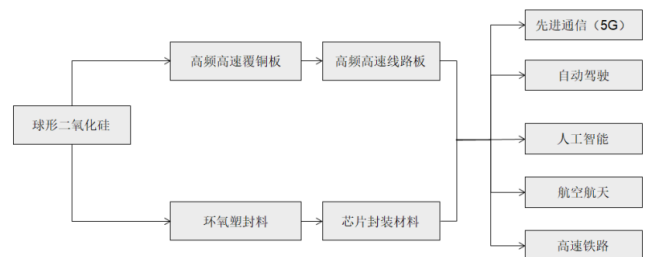 先进通信（5G）
高频高速覆铜板
高频高速线路板
自动驾驶
球形二氧化硅
人工智能
环氧塑封料
芯片封装材料
航空航天
高速铁路